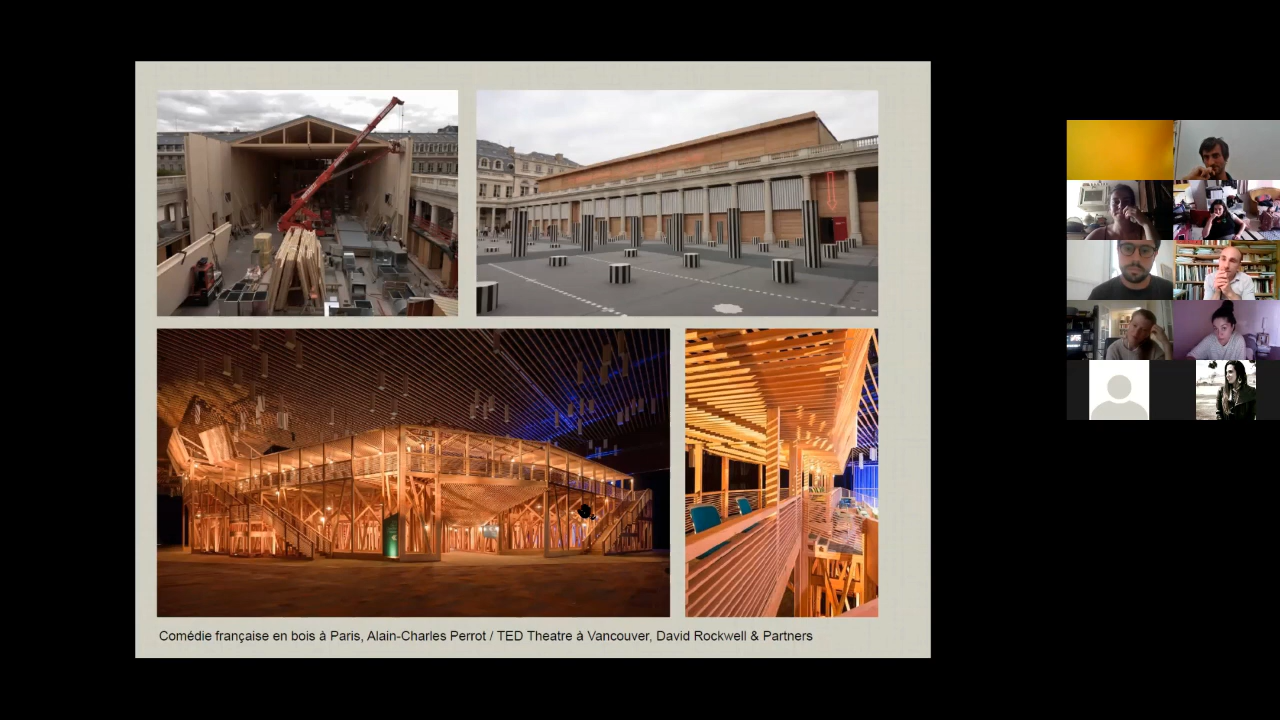 Comédie française en bois à Paris, Alain-Charles Perrot / TED Theatre à Vancouver, David Rockwell & Partners